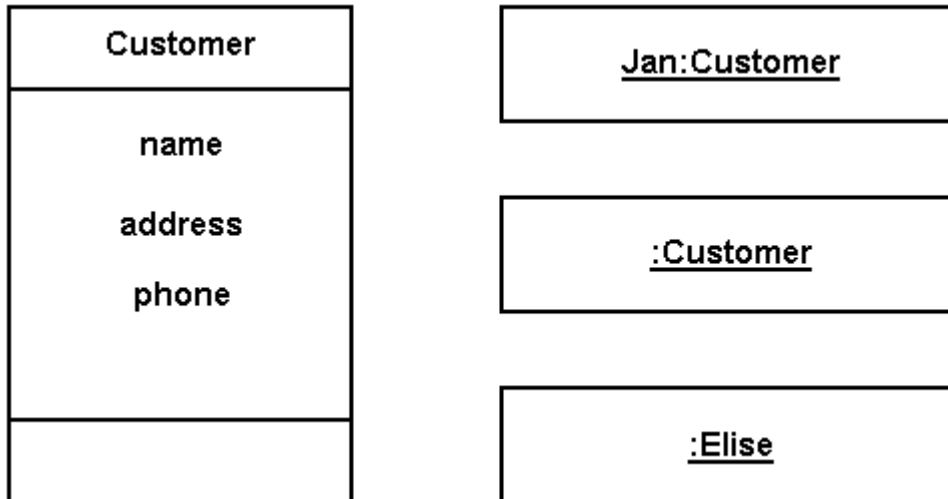 Customer
name
address
phone
Jan:Customer
:Customer
:Elise